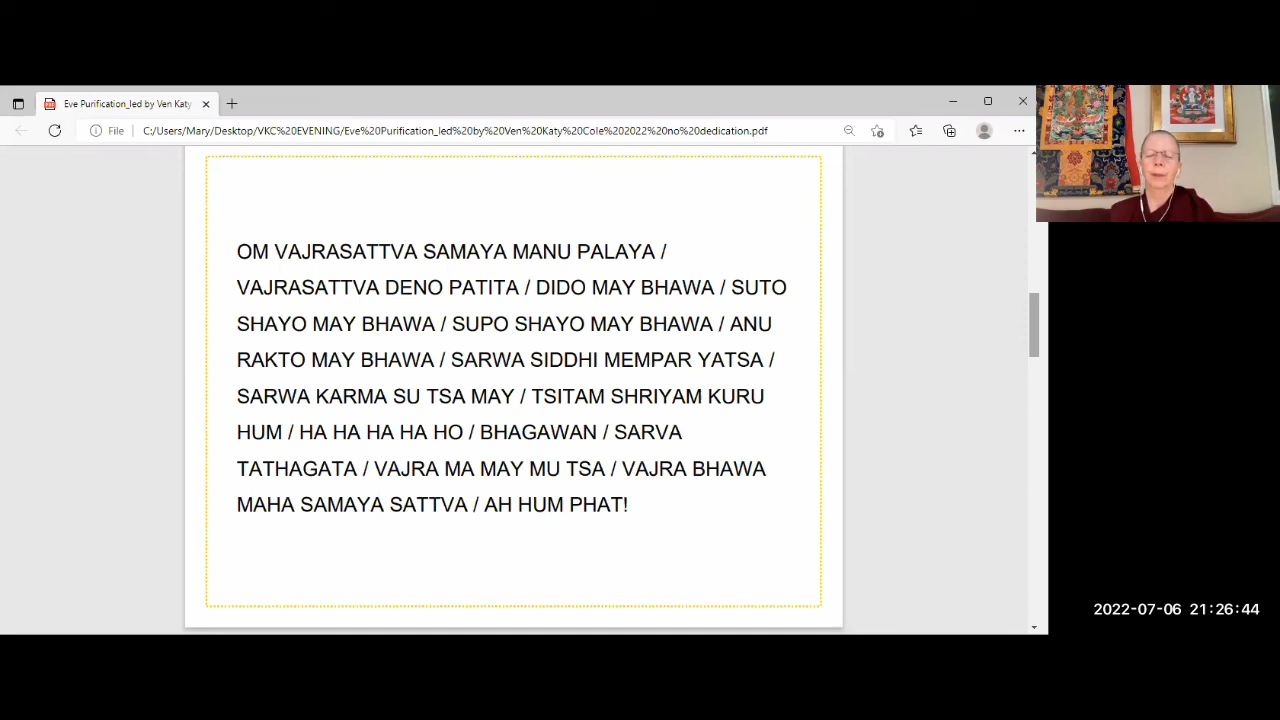 Eve Purification_led by Ven Katy
File
C:/Users/Mary/Desktop/VKC%20EVENING/Eve%20Purification_led%20by%20Ven%20Katy%20Cole%202022%20no%20dedication.pdf
OM VAJRASATTVA SAMAYA MANU PALAYA /
VAJRASATTVA DENO PATITA / DIDO MAY BHAWA / SUTO
SHAYO MAY BHAWA / SUPO SHAYO MAY BHAWA / ANU
RAKTO MAY BHAWA / SARWA SIDDHI MEMPAR YATSA /
SARWA KARMA SU TSA MAY / TSITAM SHRIYAM KURU
HUM / HA HA HA HA HO / BHAGAWAN / SARVA
TATHAGATA / VAJRA MA MAY MU TSA / VAJRA BHAWA
MAHA SAMAYA SATTVA / AH HUM PHAT!
2022-07-06 21:26:44